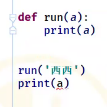 def run(a):
    print(a)
run('西西')
print(a)